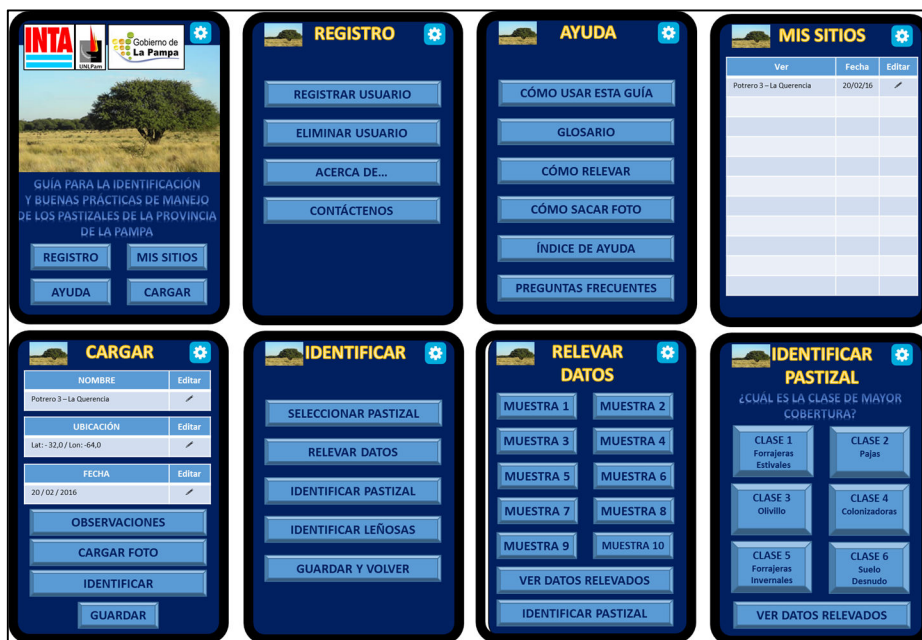 INTA
UNLPam
Gobierno de
La Pampa
GUÍA PARA LA IDENTIFICACIÓN
Y BUENAS PRÁCTICAS DE MANEJO
DE LOS PASTIZALES DE LA PROVINCIA
DE LA PAMPA
REGISTRO
MIS SITIOS
AYUDA
CARGAR
REGISTRO
REGISTRAR USUARIO
ELIMINAR USUARIO
ACERCA DE...
CONTÁCTENOS
AYUDA
CÓMO USAR ESTA GUÍA
GLOSARIO
CÓMO RELEVAR
CÓMO SACAR FOTO
ÍNDICE DE AYUDA
PREGUNTAS FRECUENTES
MIS SITIOS
Ver Fecha Editar
Potrero 3 – La Querencia 20/02/16
CARGAR
NOMBRE Editar
Potrero 3 – La Querencia
UBICACIÓN Editar
Lat: - 32,0 / Lon: -64,0
FECHA Editar
20 / 02 / 2016
OBSERVACIONES
CARGAR FOTO
IDENTIFICAR
GUARDAR
IDENTIFICAR
SELECCIONAR PASTIZAL
RELEVAR DATOS
IDENTIFICAR PASTIZAL
IDENTIFICAR LEÑOSAS
GUARDAR Y VOLVER
RELEVAR
DATOS
MUESTRA 1
MUESTRA 2
MUESTRA 3
MUESTRA 4
MUESTRA 5
MUESTRA 6
MUESTRA 7
MUESTRA 8
MUESTRA 9
MUESTRA 10
VER DATOS RELEVADOS
IDENTIFICAR PASTIZAL
IDENTIFICAR
PASTIZAL
¿CUÁL ES LA CLASE DE MAYOR
COBERTURA?
CLASE 1
Forrajeras
Estivales
CLASE 2
Pajas
CLASE 3
Olivillo
CLASE 4
Colonizadoras
CLASE 5
Forrajeras
Invernales
CLASE 6
Suelo
Desnudo
VER DATOS RELEVADOS